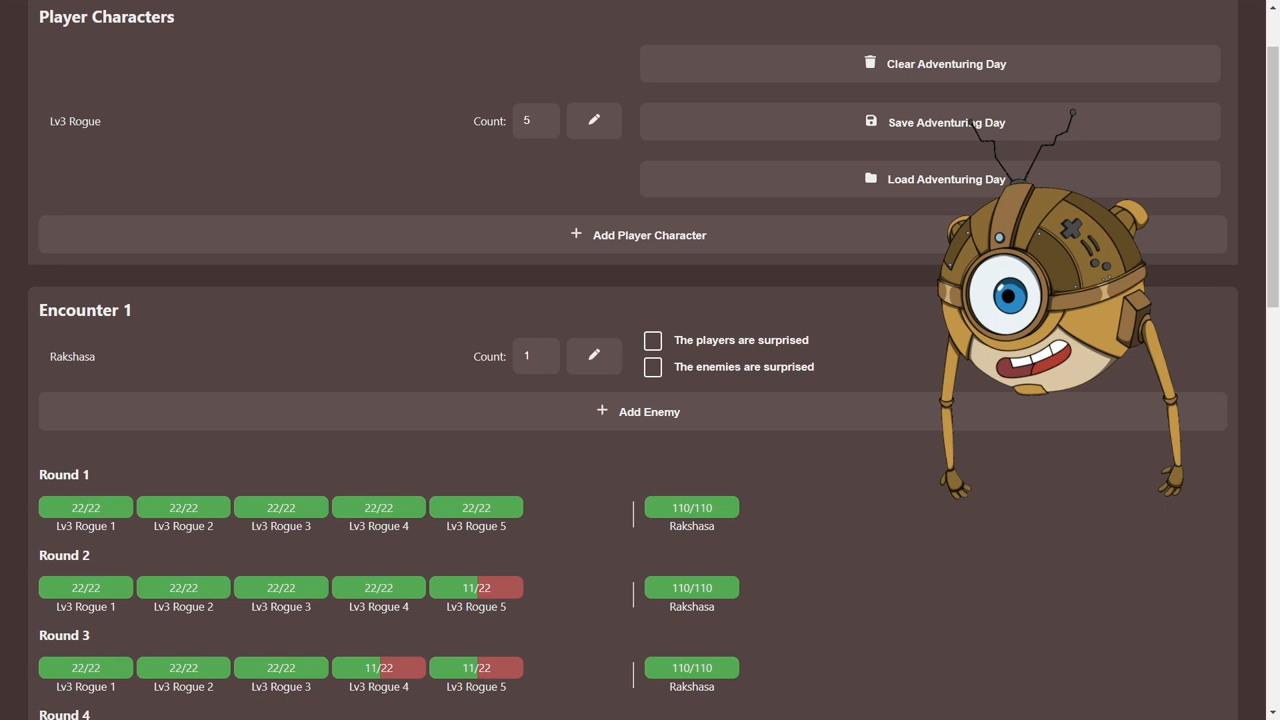 Player Characters
Clear Adventuring Day
Lv3 Rogue Count: 5 Save Adventuring Day
Load Adventuring Day
+ Add Player Character
Encounter 1
Rakshasa Count: 1 The players are surprised
The enemies are surprised
+ Add Enemy
Round 1
22/22 22/22 22/22 22/22 22/22 110/110
Lv3 Rogue 1 Lv3 Rogue 2 Lv3 Rogue 3 Lv3 Rogue 4 Lv3 Rogue 5 Rakshasa
Round 2
22/22 22/22 22/22 22/22 11/22 110/110
Lv3 Rogue 1 Lv3 Rogue 2 Lv3 Rogue 3 Lv3 Rogue 4 Lv3 Rogue 5 Rakshasa
Round 3
22/22 22/22 22/22 11/22 11/22 110/110
Lv3 Rogue 1 Lv3 Rogue 2 Lv3 Rogue 3 Lv3 Rogue 4 Lv3 Rogue 5 Rakshasa
Round 4